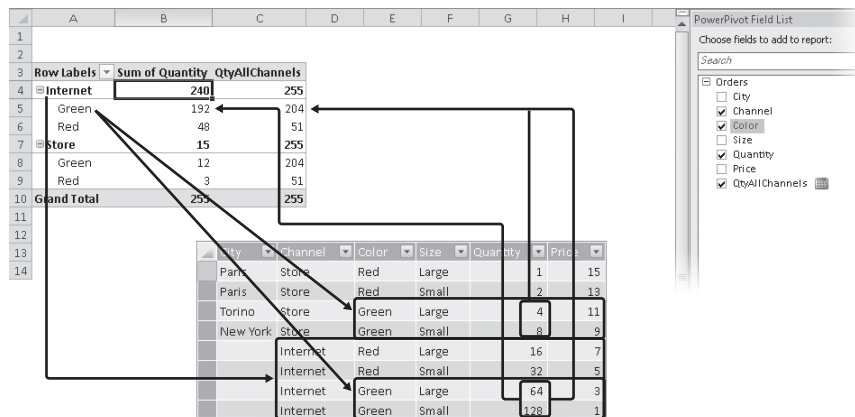 A B C D E F G H I
1
2
3 Row Labels Sum of Quantity QtyAllChannels
4 Internet 240 255
5 Green 192 204
6 Red 48 51
7 Store 15 255
8 Green 12 204
9 Red 3 51
10 Grand Total 255 255
11
12
13
14
City Channel Color Size Quantity Price
Paris Store Red Large 1 15
Paris Store Red Small 2 13
Torino Store Green Large 4 11
New York Store Green Small 8 9
Internet Red Large 16 7
Internet Red Small 32 5
Internet Green Large 64 3
Internet Green Small 128 1
PowerPivot Field List
Choose fields to add to report:
Search
Orders
City
Channel
Color
Size
Quantity
Price
QtyAllChannels